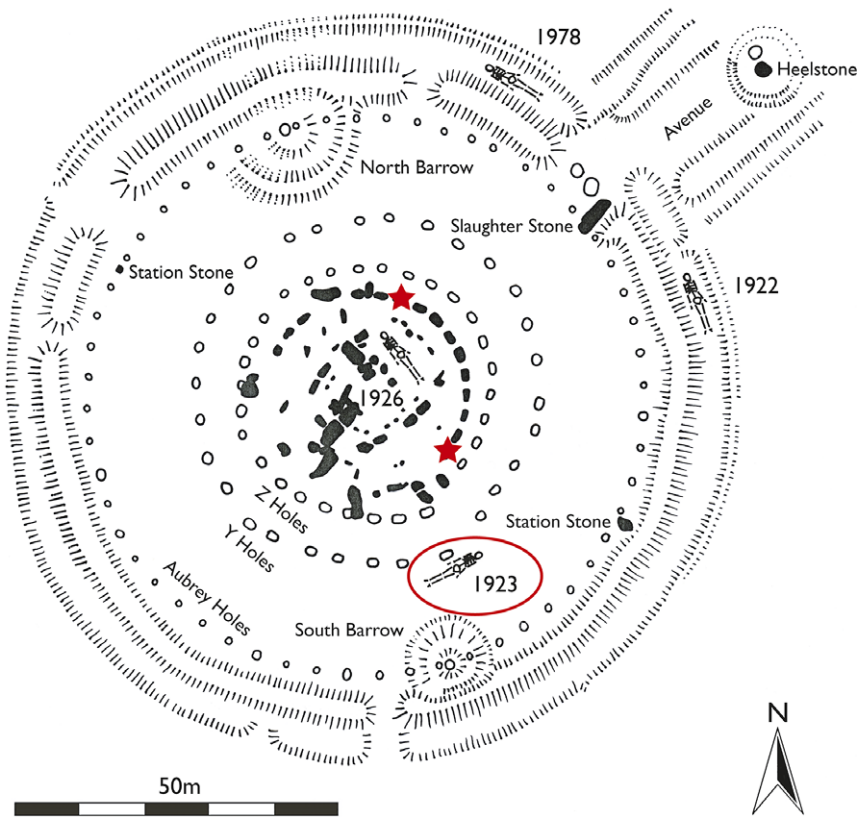 1978
Heelstone
Avenue
North Barrow
Slaughter Stone
Station Stone
1922
1926
Z Holes
Y Holes
Station Stone
1923
Aubrey Holes
South Barrow
N
50m